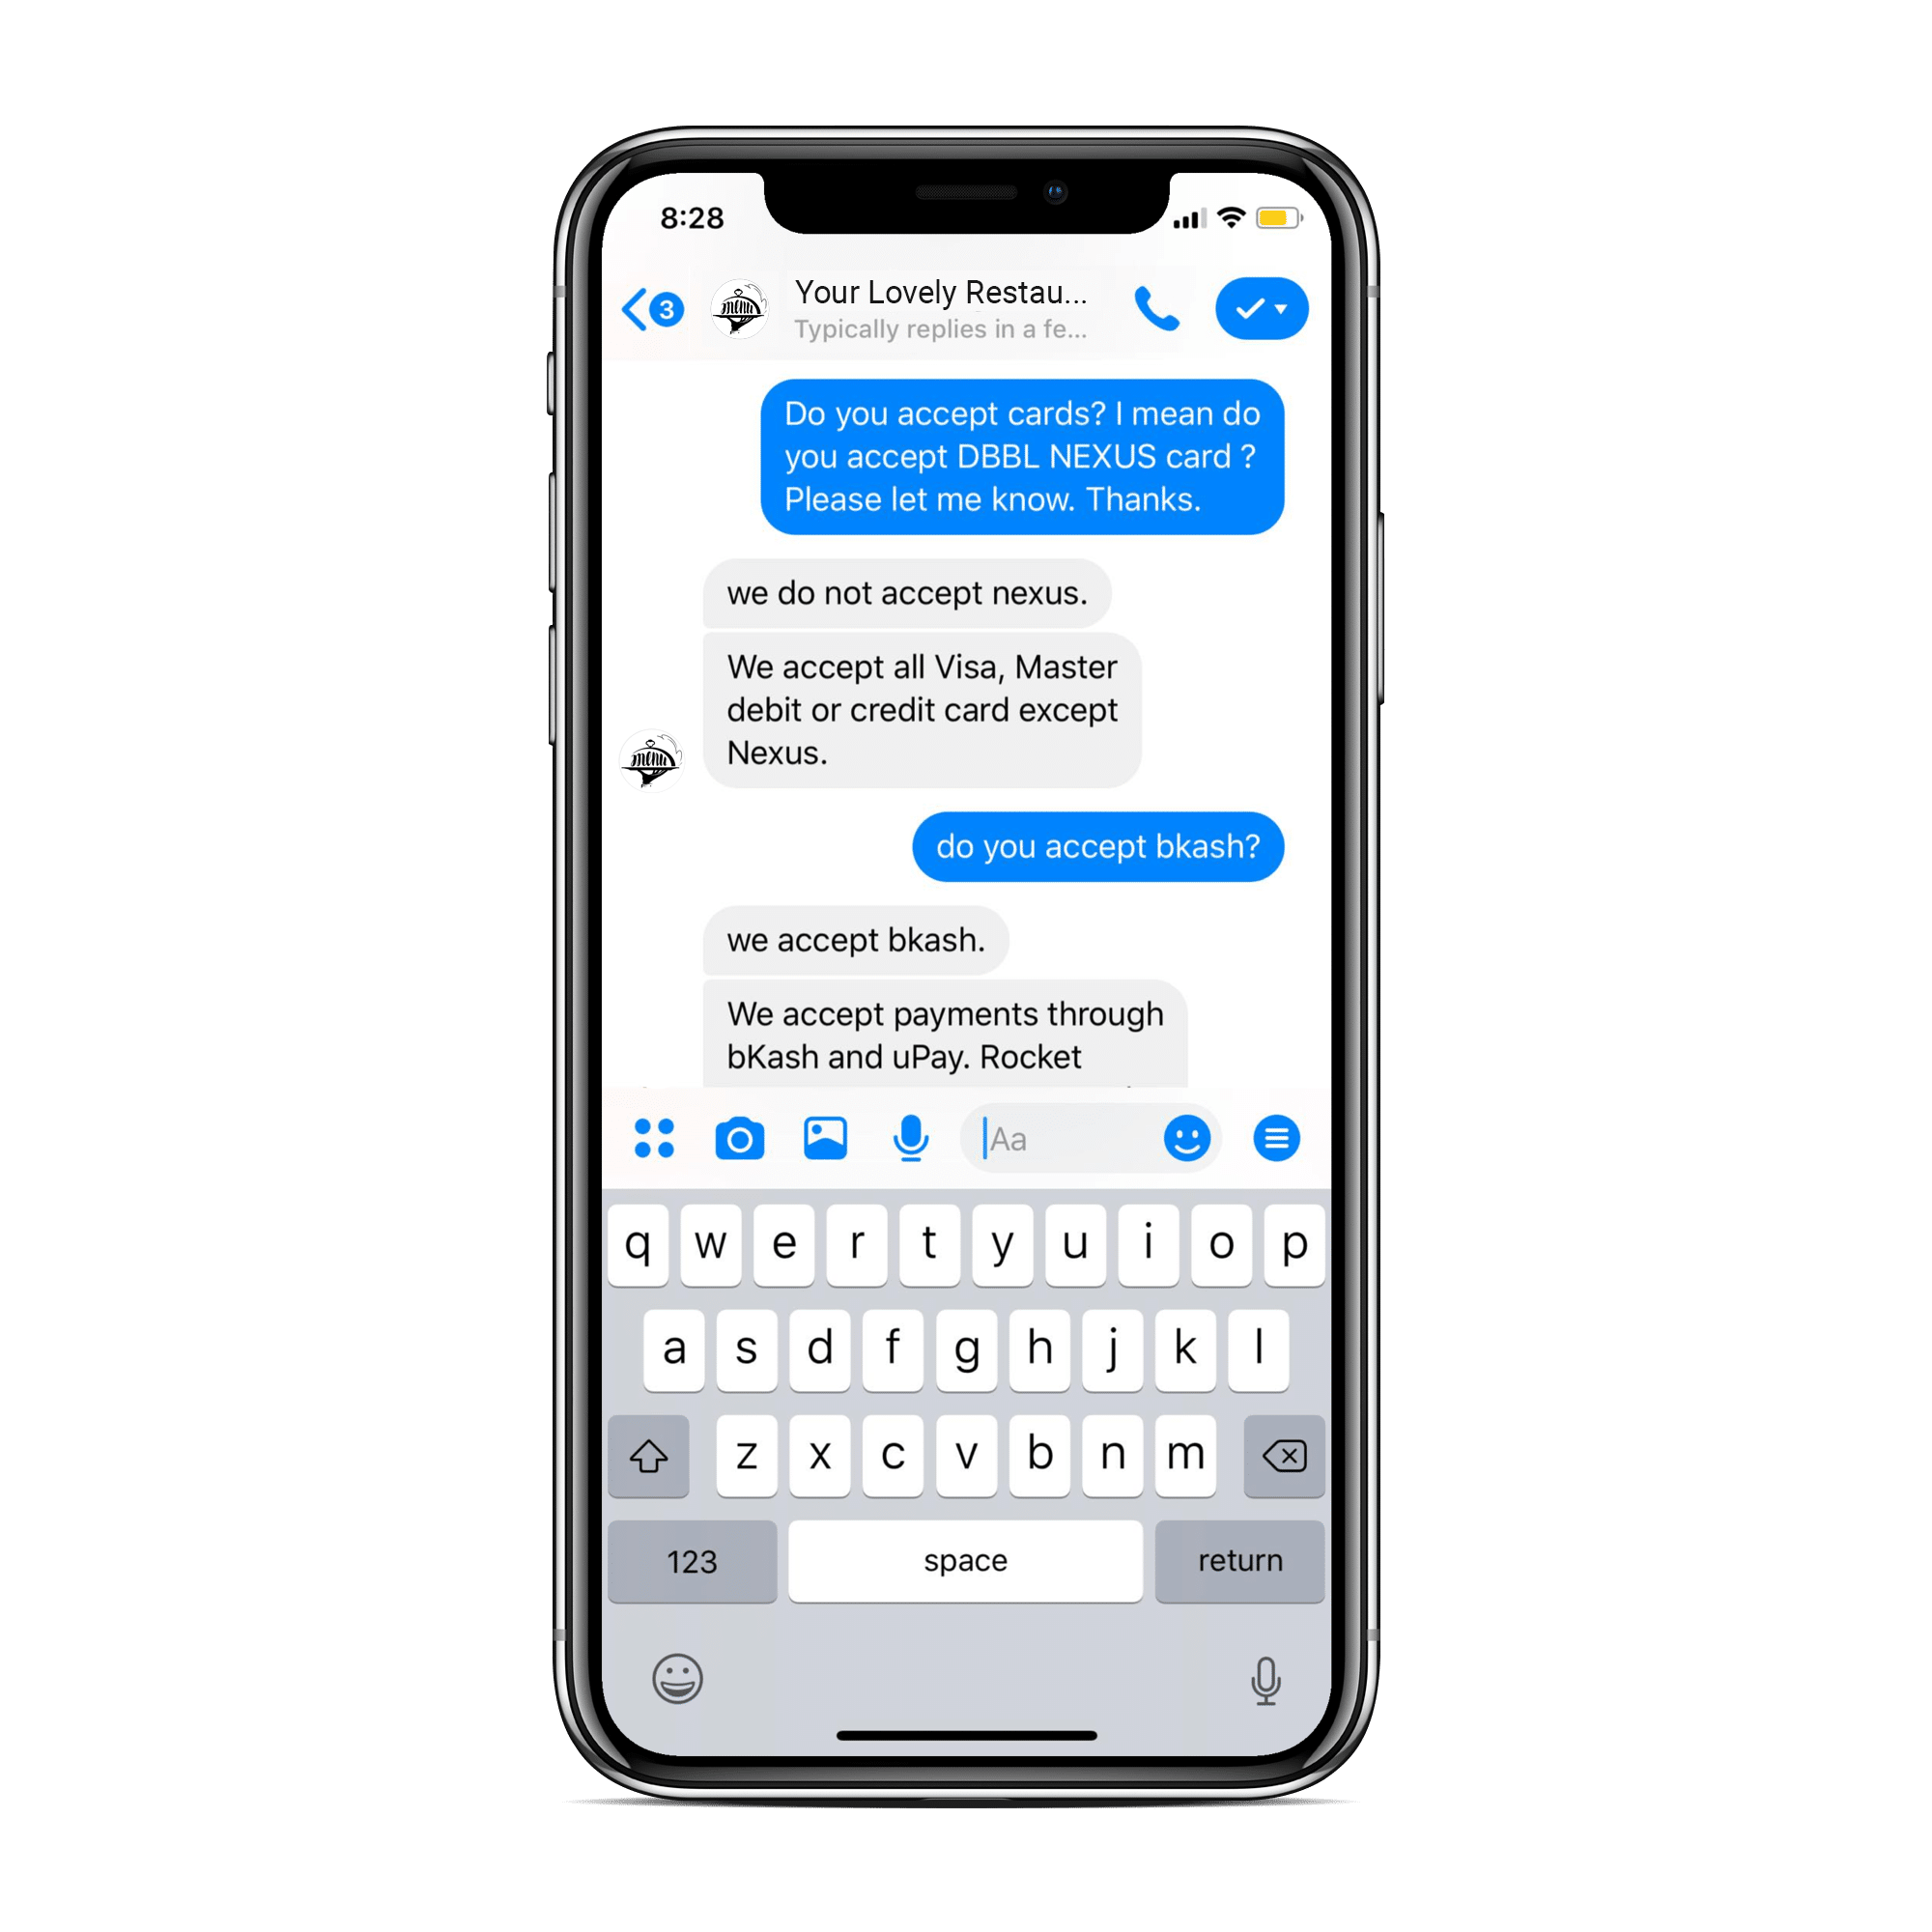 8:28
3
menu
Your Lovely Restau...
Typically replies in a fe...
Do you accept cards? I mean do
you accept DBBL NEXUS card ?
Please let me know. Thanks.
we do not accept nexus.
We accept all Visa, Master
debit or credit card except
Nexus.
menu
do you accept bkash?
we accept bkash.
We accept payments through
bKash and uPay. Rocket
Aa
q w e r t y u i o p
a s d f g h j k l
z x c v b n m
123 space return